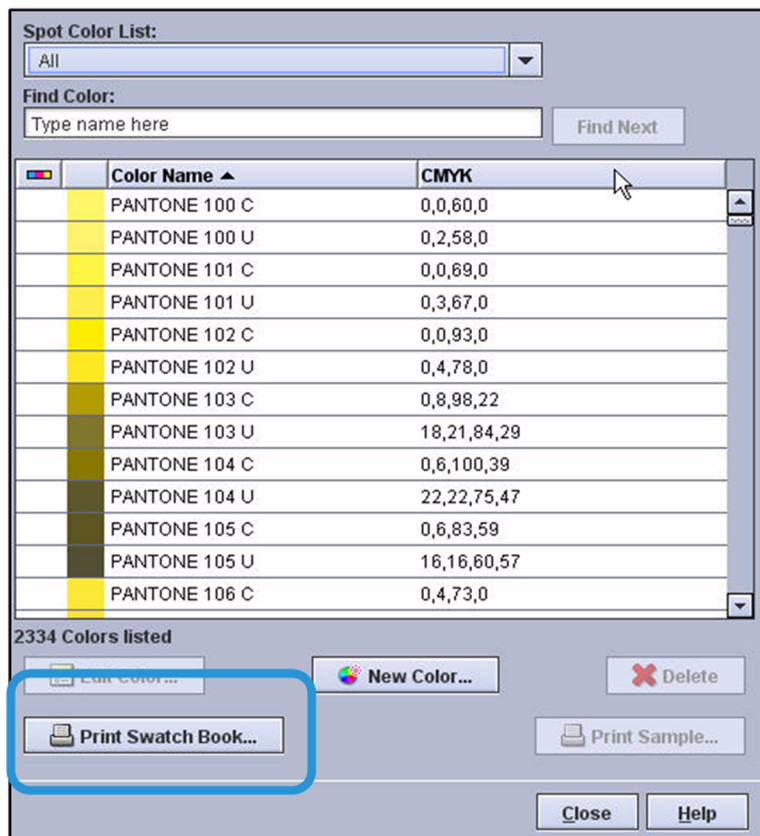 Spot Color List:
All
Find Color:
Type name here
Find Next
Color Name CMYK
PANTONE 100 C 0,0,60,0
PANTONE 100 U 0,2,58,0
PANTONE 101 C 0,0,69,0
PANTONE 101 U 0,3,67,0
PANTONE 102 C 0,0,93,0
PANTONE 102 U 0,4,78,0
PANTONE 103 C 0,8,98,22
PANTONE 103 U 18,21,84,29
PANTONE 104 C 0,6,100,39
PANTONE 104 U 22,22,75,47
PANTONE 105 C 0,6,83,59
PANTONE 105 U 16,16,60,57
PANTONE 106 C 0,4,73,0
2334 Colors listed
Edit Color... New Color... Delete
Print Swatch Book... Print Sample...
Close Help